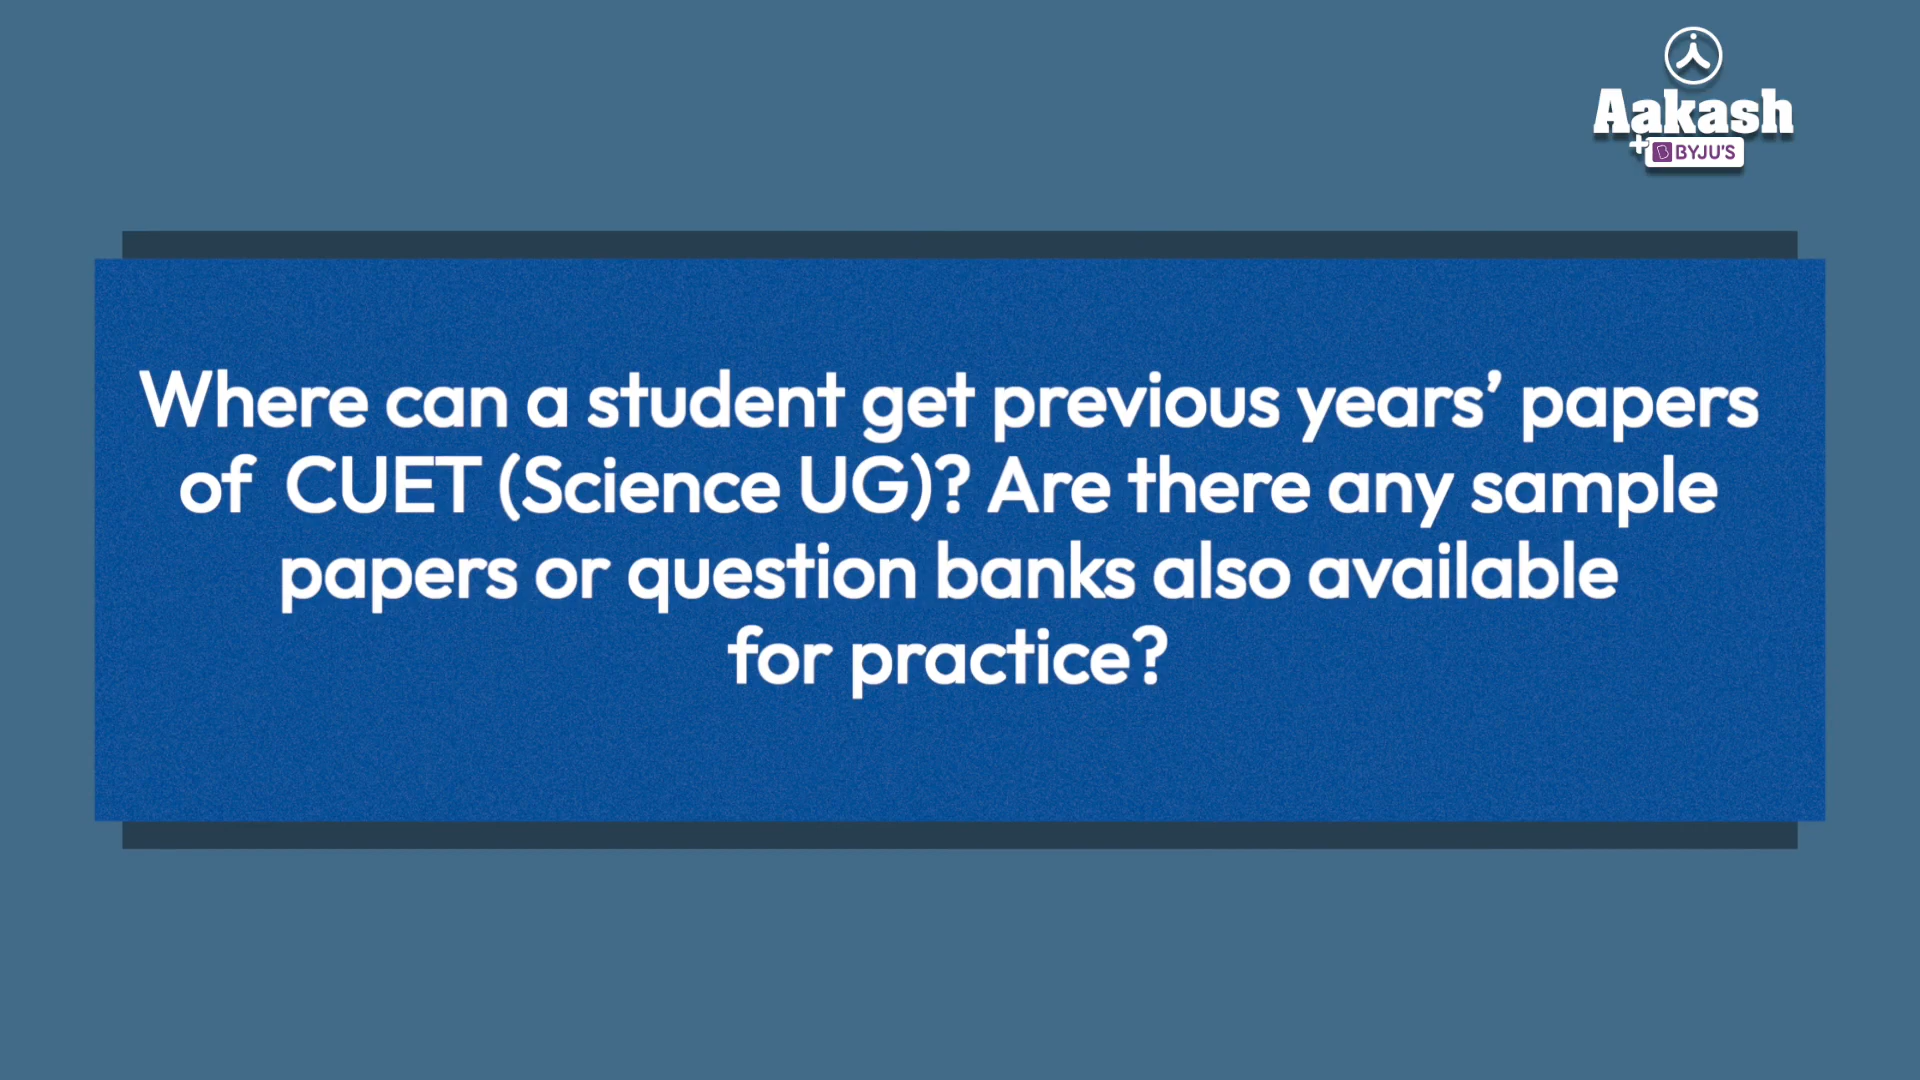 Aakash
+ BYJU'S
Where can a student get previous years’ papers
of CUET (Science UG)? Are there any sample
papers or question banks also available
for practice?